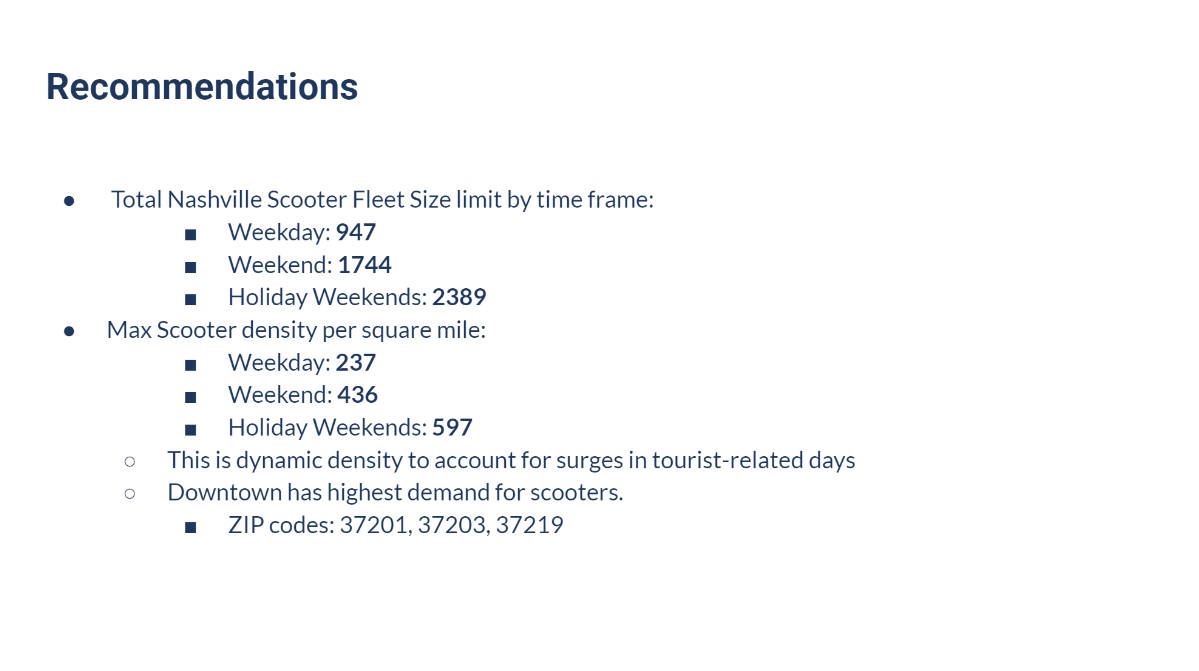 Recommendations
● Total Nashville Scooter Fleet Size limit by time frame:
■ Weekday: 947
■ Weekend: 1744
■ Holiday Weekends: 2389
● Max Scooter density per square mile:
■ Weekday: 237
■ Weekend: 436
■ Holiday Weekends: 597
○ This is dynamic density to account for surges in tourist-related days
○ Downtown has highest demand for scooters.
■ ZIP codes: 37201, 37203, 37219